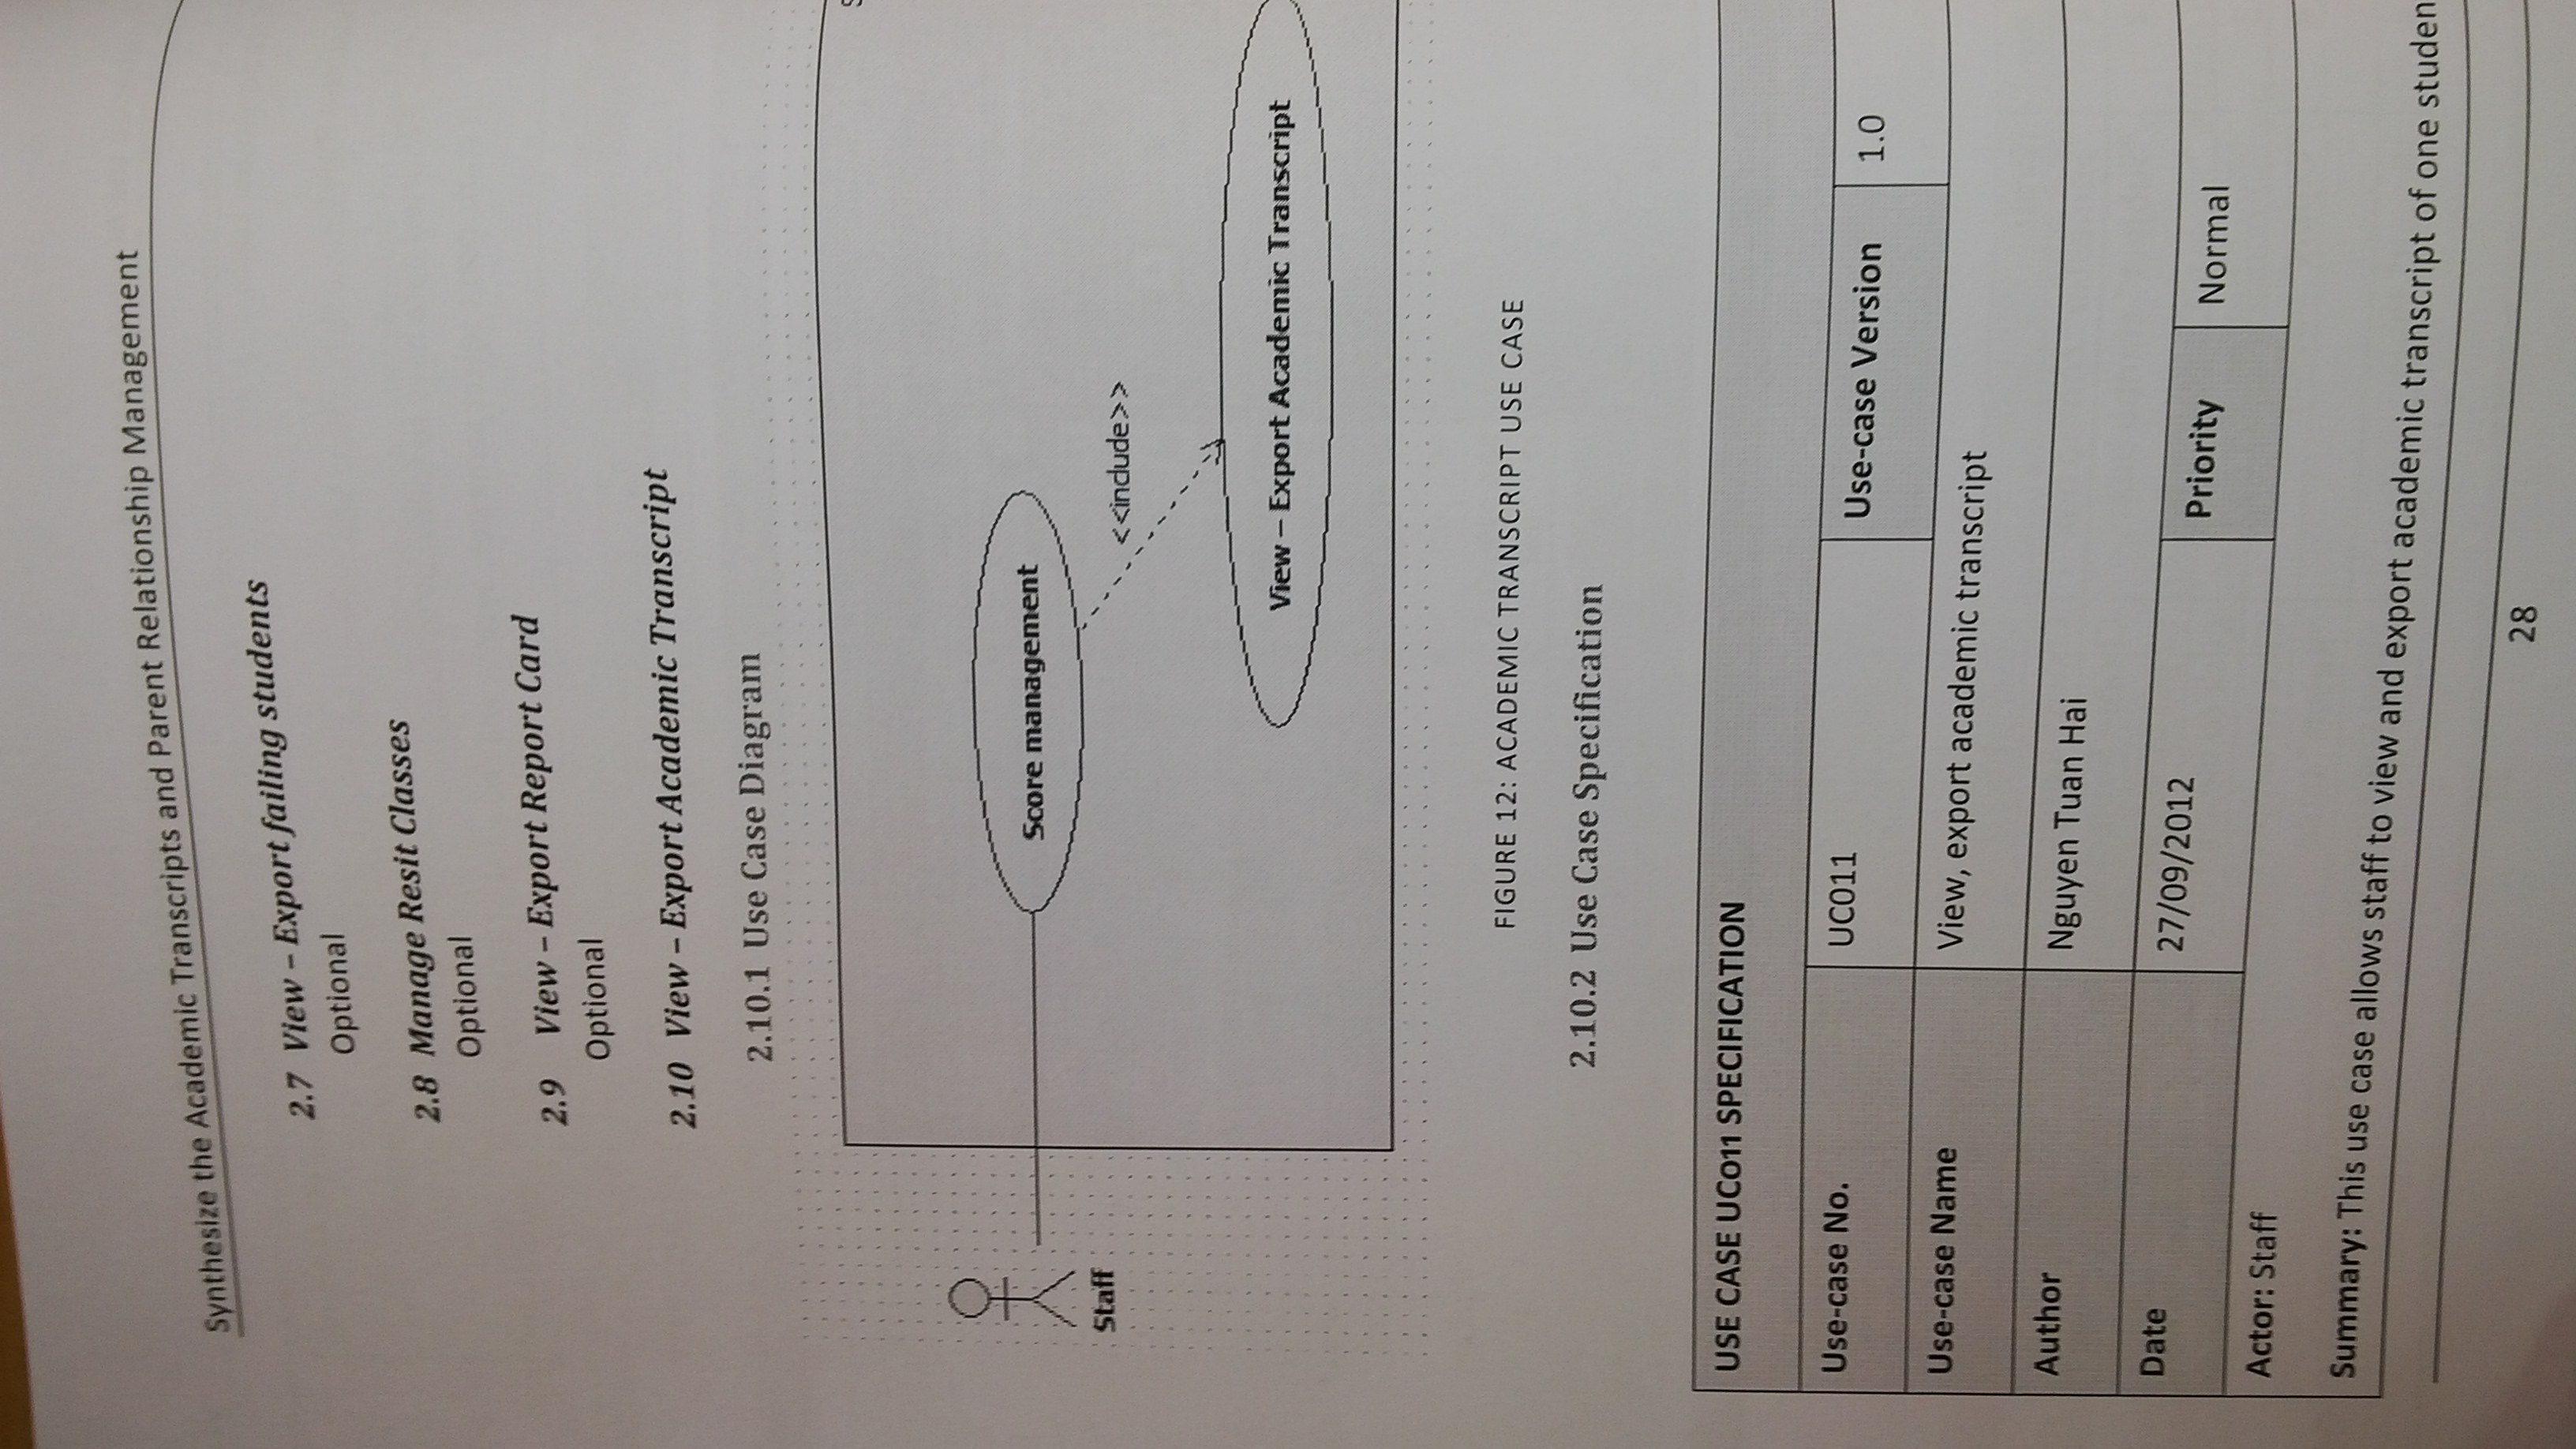 Synthesize the Academic Transcripts and Parent Relationship Management
2.7 View – Export failing students
Optional
2.8 Manage Resit Classes
Optional
2.9 View – Export Report Card
Optional
2.10 View – Export Academic Transcript
2.10.1 Use Case Diagram
Score management
Staff
<<include>>
View – Export Academic Transcript
FIGURE 12: ACADEMIC TRANSCRIPT USE CASE
2.10.2 Use Case Specification
USE CASE UC011 SPECIFICATION
Use-case No. UC011 Use-case Version 1.0
Use-case Name View, export academic transcript
Author Nguyen Tuan Hai
Date 27/09/2012 Priority Normal
Actor: Staff
Summary: This use case allows staff to view and export academic transcript of one studen
28